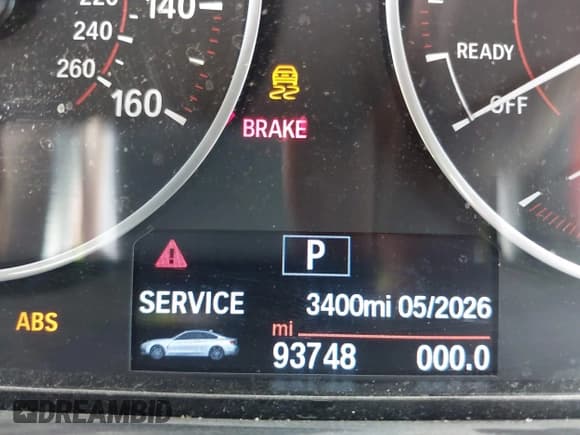 220
140
240
260
160
READY
OFF
BRAKE
P
SERVICE
3400mi 05/2026
ABS
mi
93748
000.0
DREAMBID